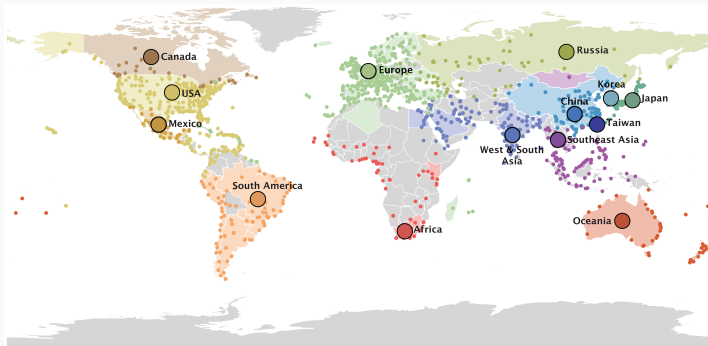 Canada
Russia
Europe
Korea
USA
Japan
China
Mexico
Taiwan
Southeast Asia
West & South
Asia
South America
Oceania
Africa